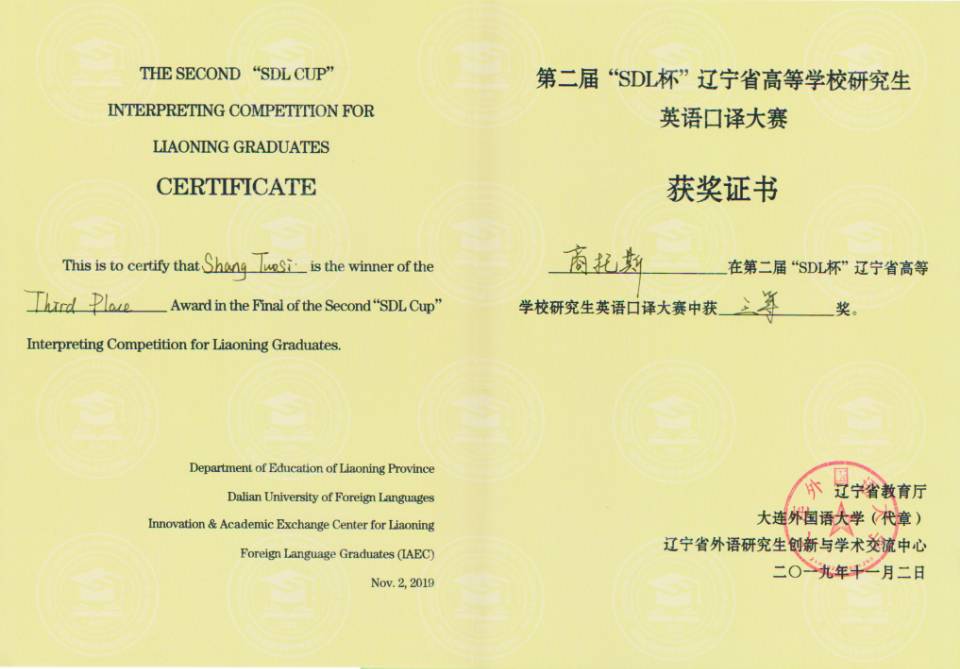 THE SECOND “SDL CUP”
INTERPRETING COMPETITION FOR
LIAONING GRADUATES
CERTIFICATE
This is to certify that Shang Tuosi is the winner of the
Third Place Award in the Final of the Second “SDL Cup”
Interpreting Competition for Liaoning Graduates.
Department of Education of Liaoning Province
Dalian University of Foreign Languages
Innovation & Academic Exchange Center for Liaoning
Foreign Language Graduates (IAEC)
Nov. 2, 2019
第二届“SDL杯”辽宁省高等学校研究生
英语口译大赛
获奖证书
商托斯在第二届“SDL杯”辽宁省高等
学校研究生英语口译大赛中获三等奖。
辽宁省教育厅
大连外国语大学（代章）
辽宁省外语研究生创新与学术交流中心
二〇一九年十一月二日
大连外国语大学